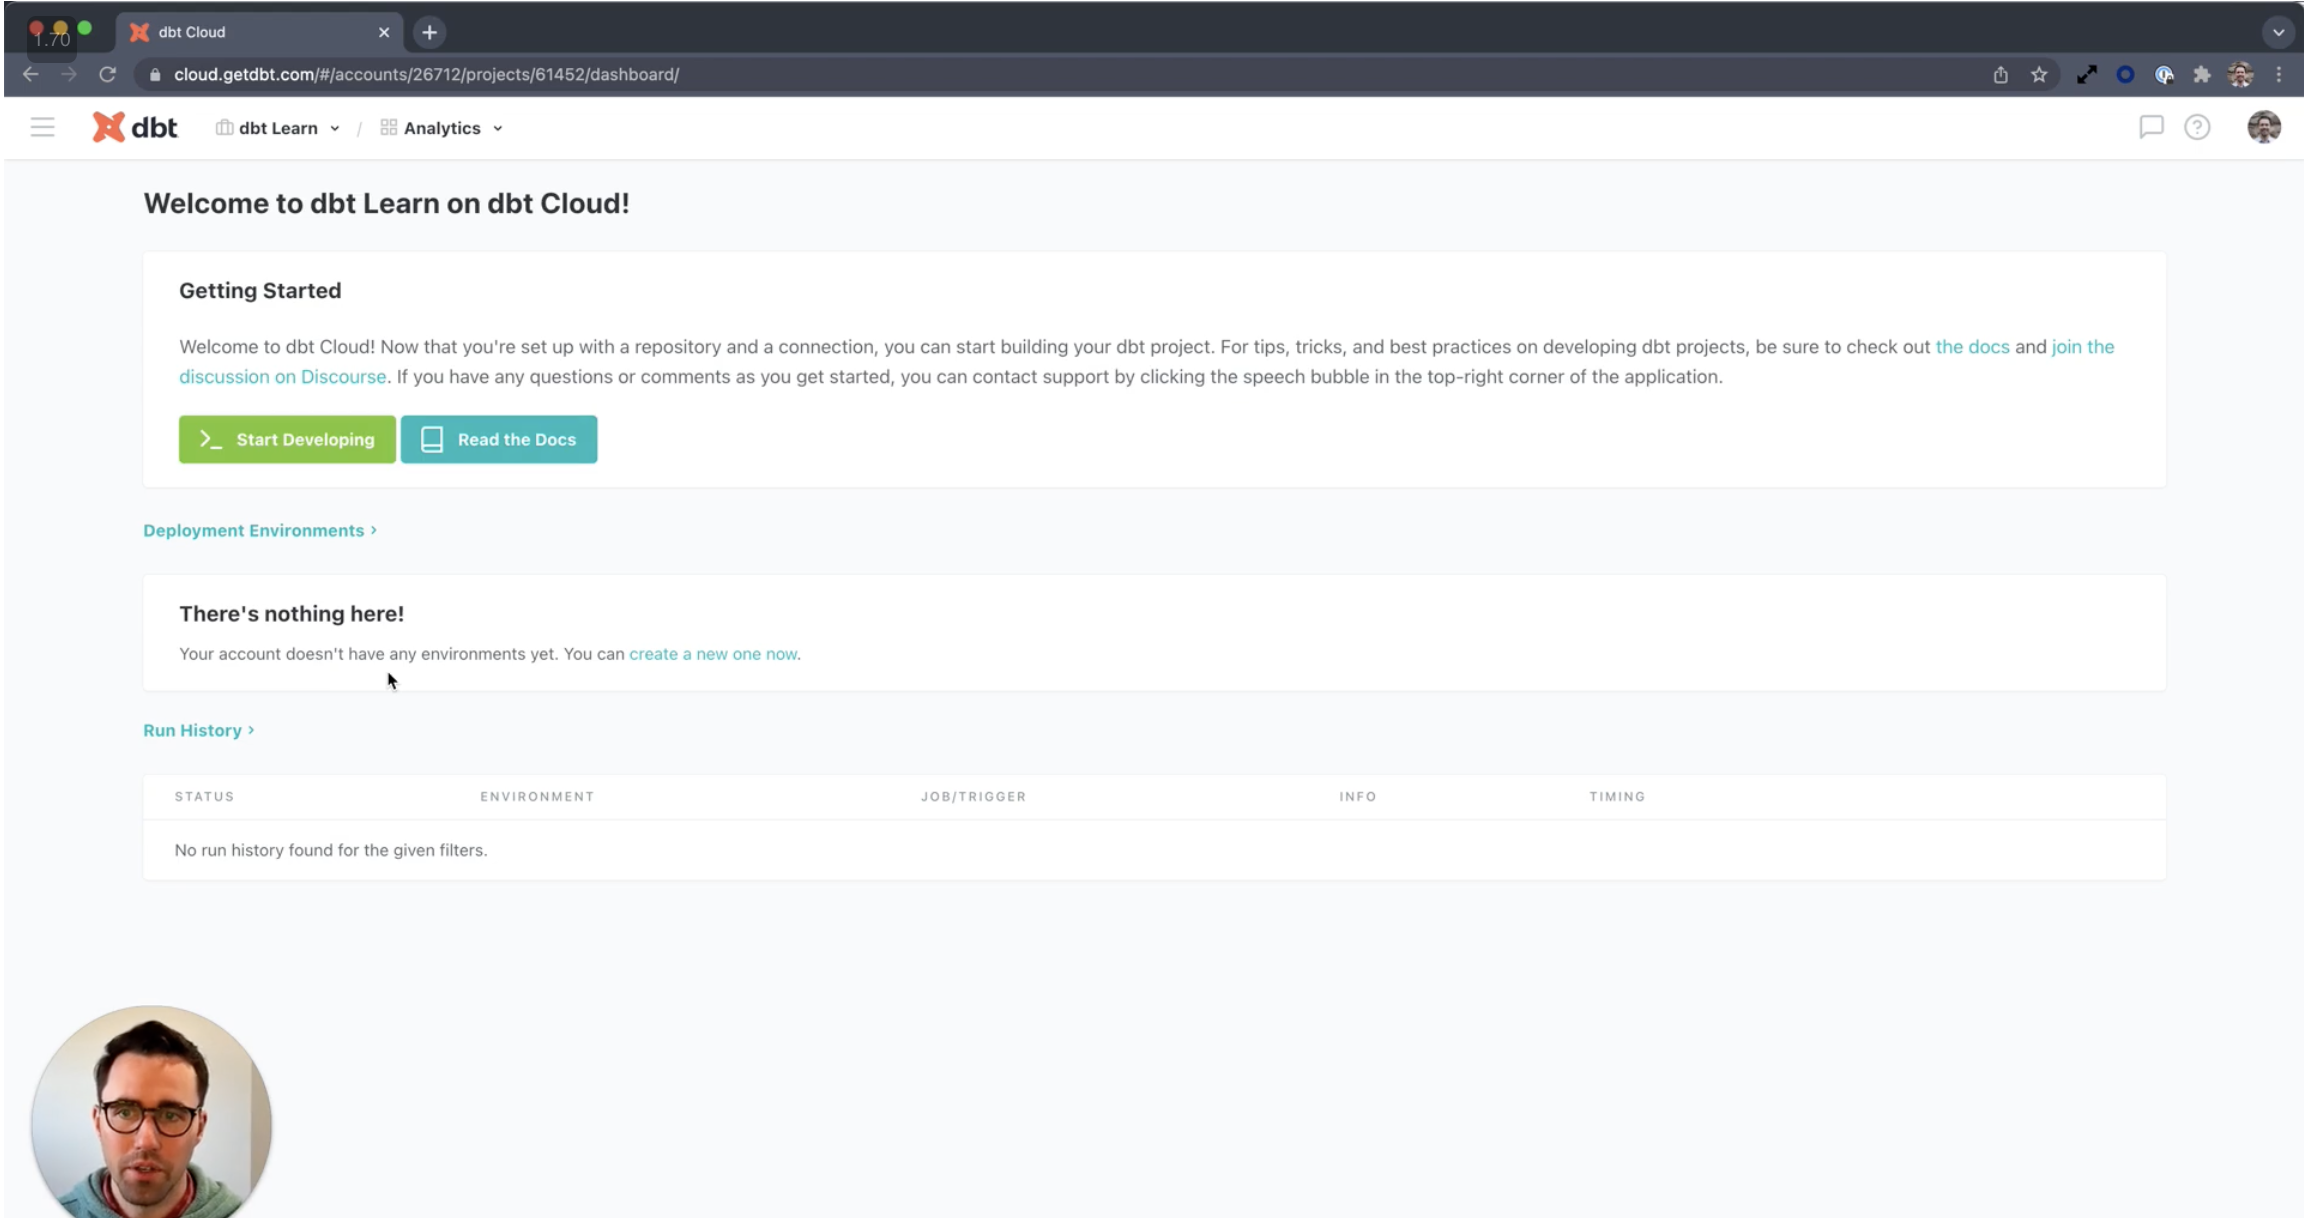 dbt Cloud
1.70
cloud.getdbt.com/#/accounts/26712/projects/61452/dashboard/
dbt dbt Learn / Analytics
Welcome to dbt Learn on dbt Cloud!
Getting Started
Welcome to dbt Cloud! Now that you're set up with a repository and a connection, you can start building your dbt project. For tips, tricks, and best practices on developing dbt projects, be sure to check out the docs and join the
discussion on Discourse. If you have any questions or comments as you get started, you can contact support by clicking the speech bubble in the top-right corner of the application.
>_ Start Developing Read the Docs
Deployment Environments >
There's nothing here!
Your account doesn't have any environments yet. You can create a new one now.
Run History >
STATUS ENVIRONMENT JOB/TRIGGER INFO TIMING
No run history found for the given filters.